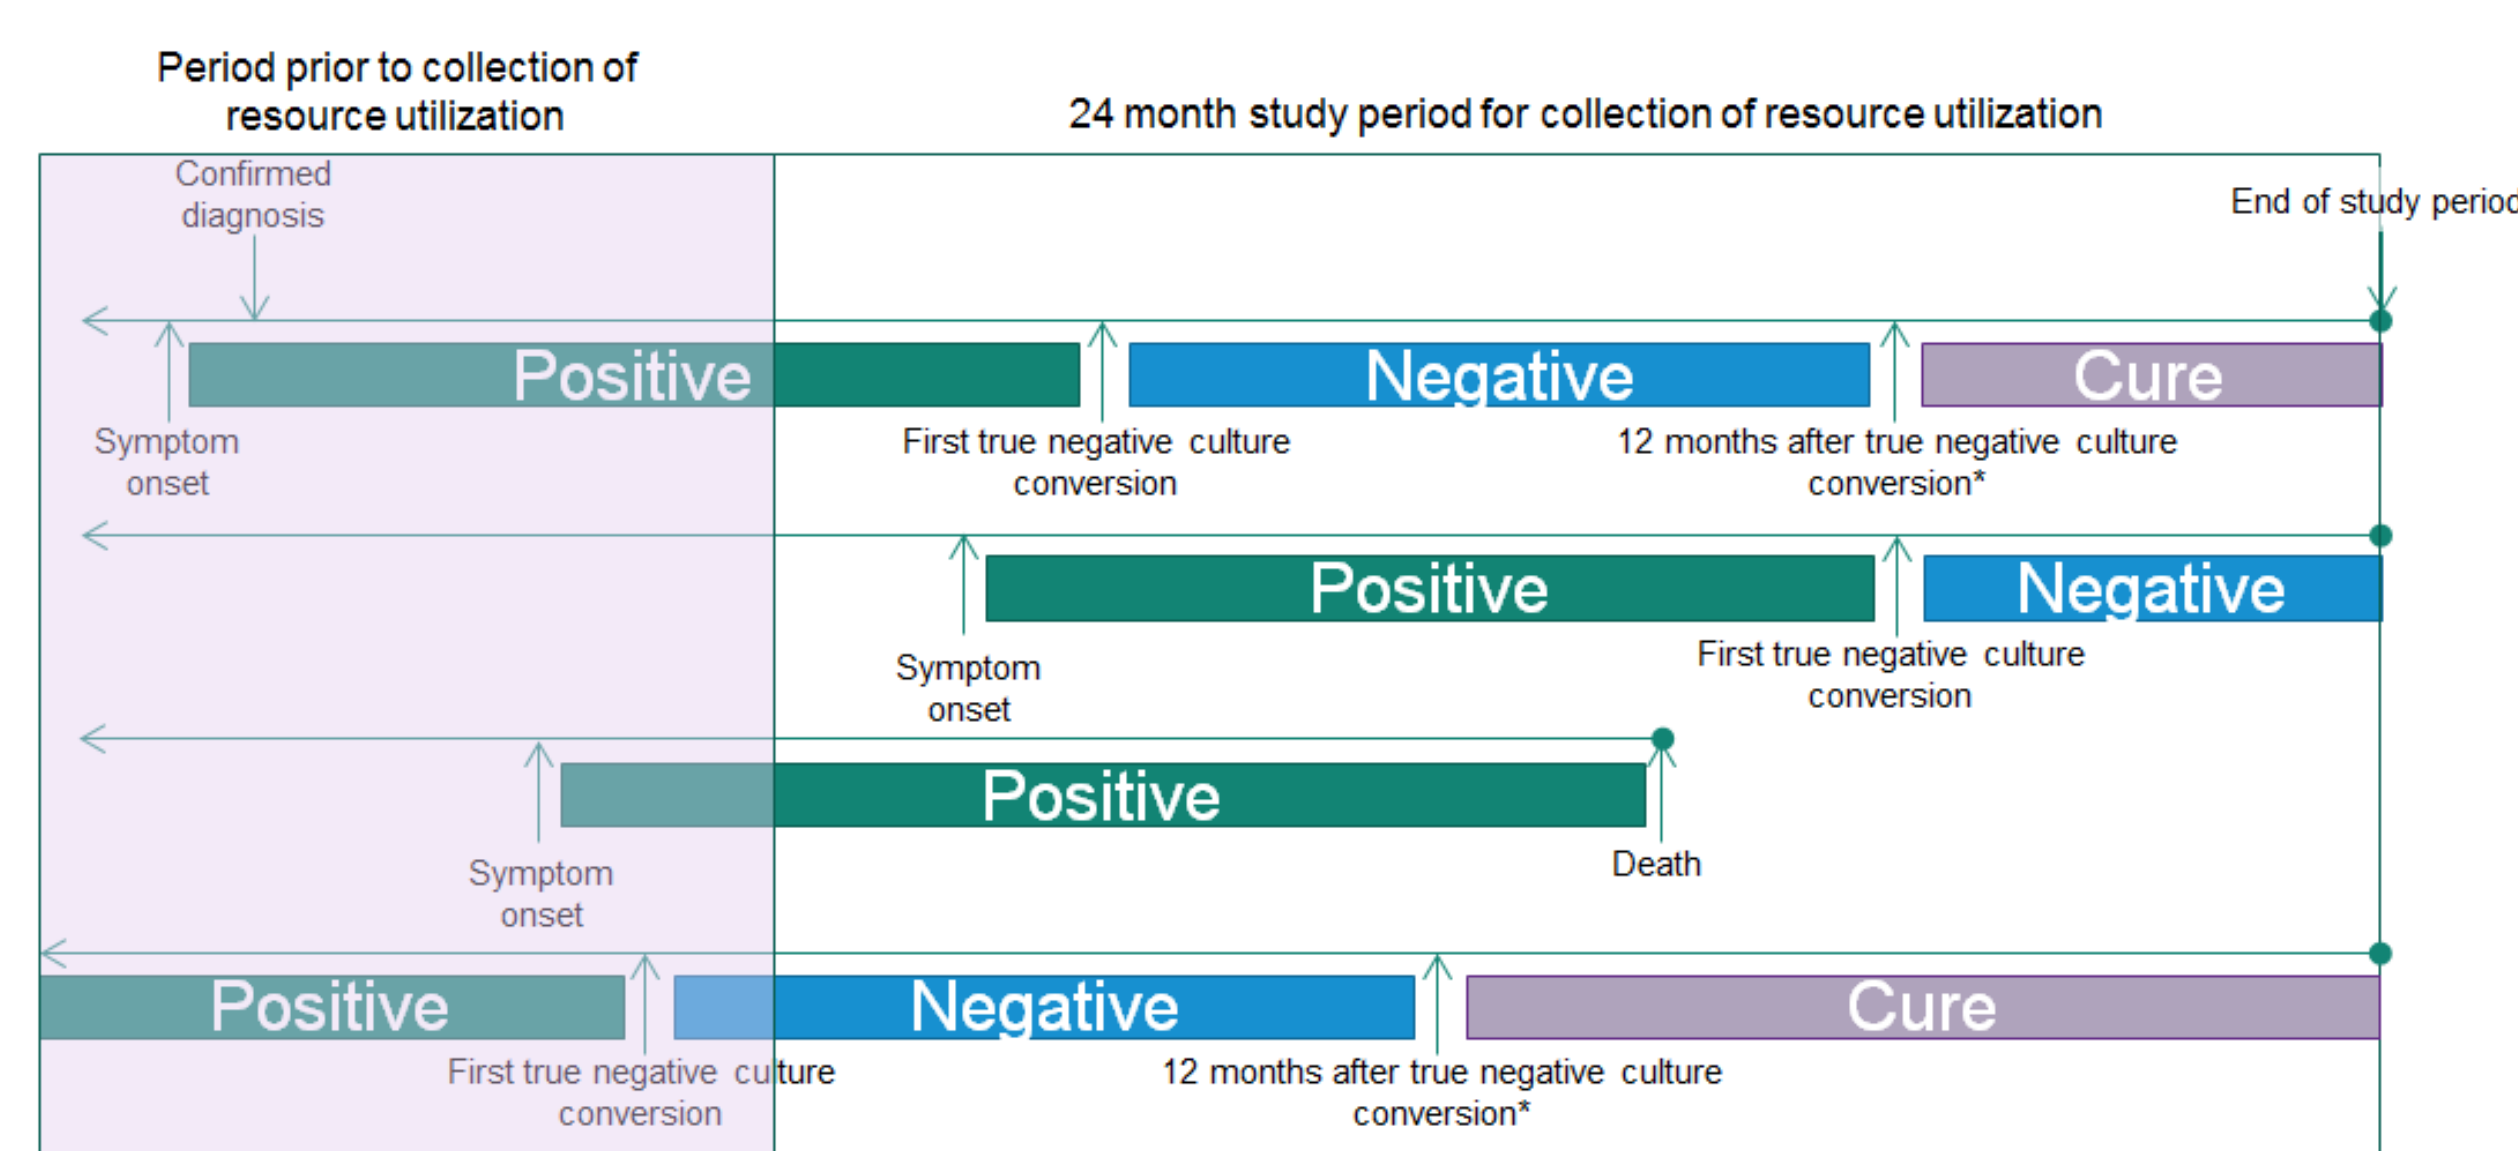 Period prior to collection of
resource utilization
24 month study period for collection of resource utilization
Confirmed
diagnosis
End of study period
Positive
Negative
Cure
Symptom
onset
First true negative culture
conversion
12 months after true negative culture
conversion*
Positive
Negative
Symptom
onset
First true negative culture
conversion
Positive
Symptom
onset
Death
Positive
Negative
Cure
First true negative culture
conversion
12 months after true negative culture
conversion*